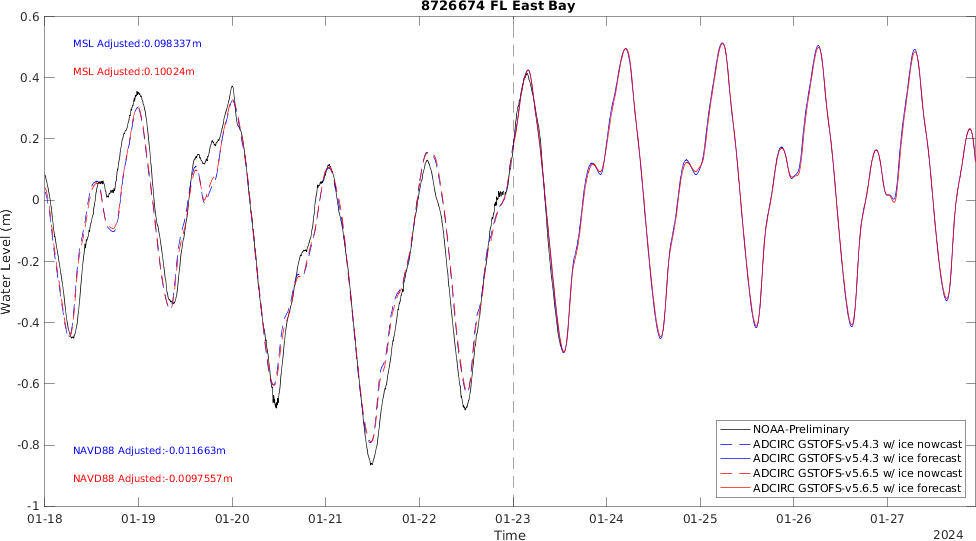 8726674 FL East Bay
0.6
MSL Adjusted:0.098337m
MSL Adjusted:0.10024m
0.4
0.2
0
-0.2
-0.4
-0.6
-0.8
-1
Water Level (m)
NAVD88 Adjusted:-0.011663m
NAVD88 Adjusted:-0.0097557m
NOAA-Preliminary
ADCIRC GSTOFS-v5.4.3 w/ ice nowcast
ADCIRC GSTOFS-v5.4.3 w/ ice forecast
ADCIRC GSTOFS-v5.6.5 w/ ice nowcast
ADCIRC GSTOFS-v5.6.5 w/ ice forecast
01-18 01-19 01-20 01-21 01-22 01-23 01-24 01-25 01-26 01-27
Time
2024